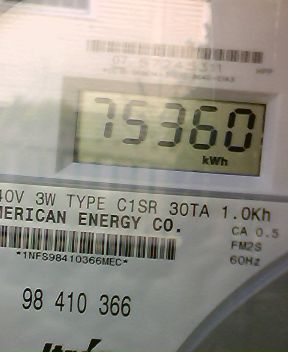 75360
kWh
40V 3W TYPE C1SR 30TA 1.0Kh
MERICAN ENERGY CO.
CA 0.5
FM2S
60Hz
*1NFS98410366MEC*
98 410 366